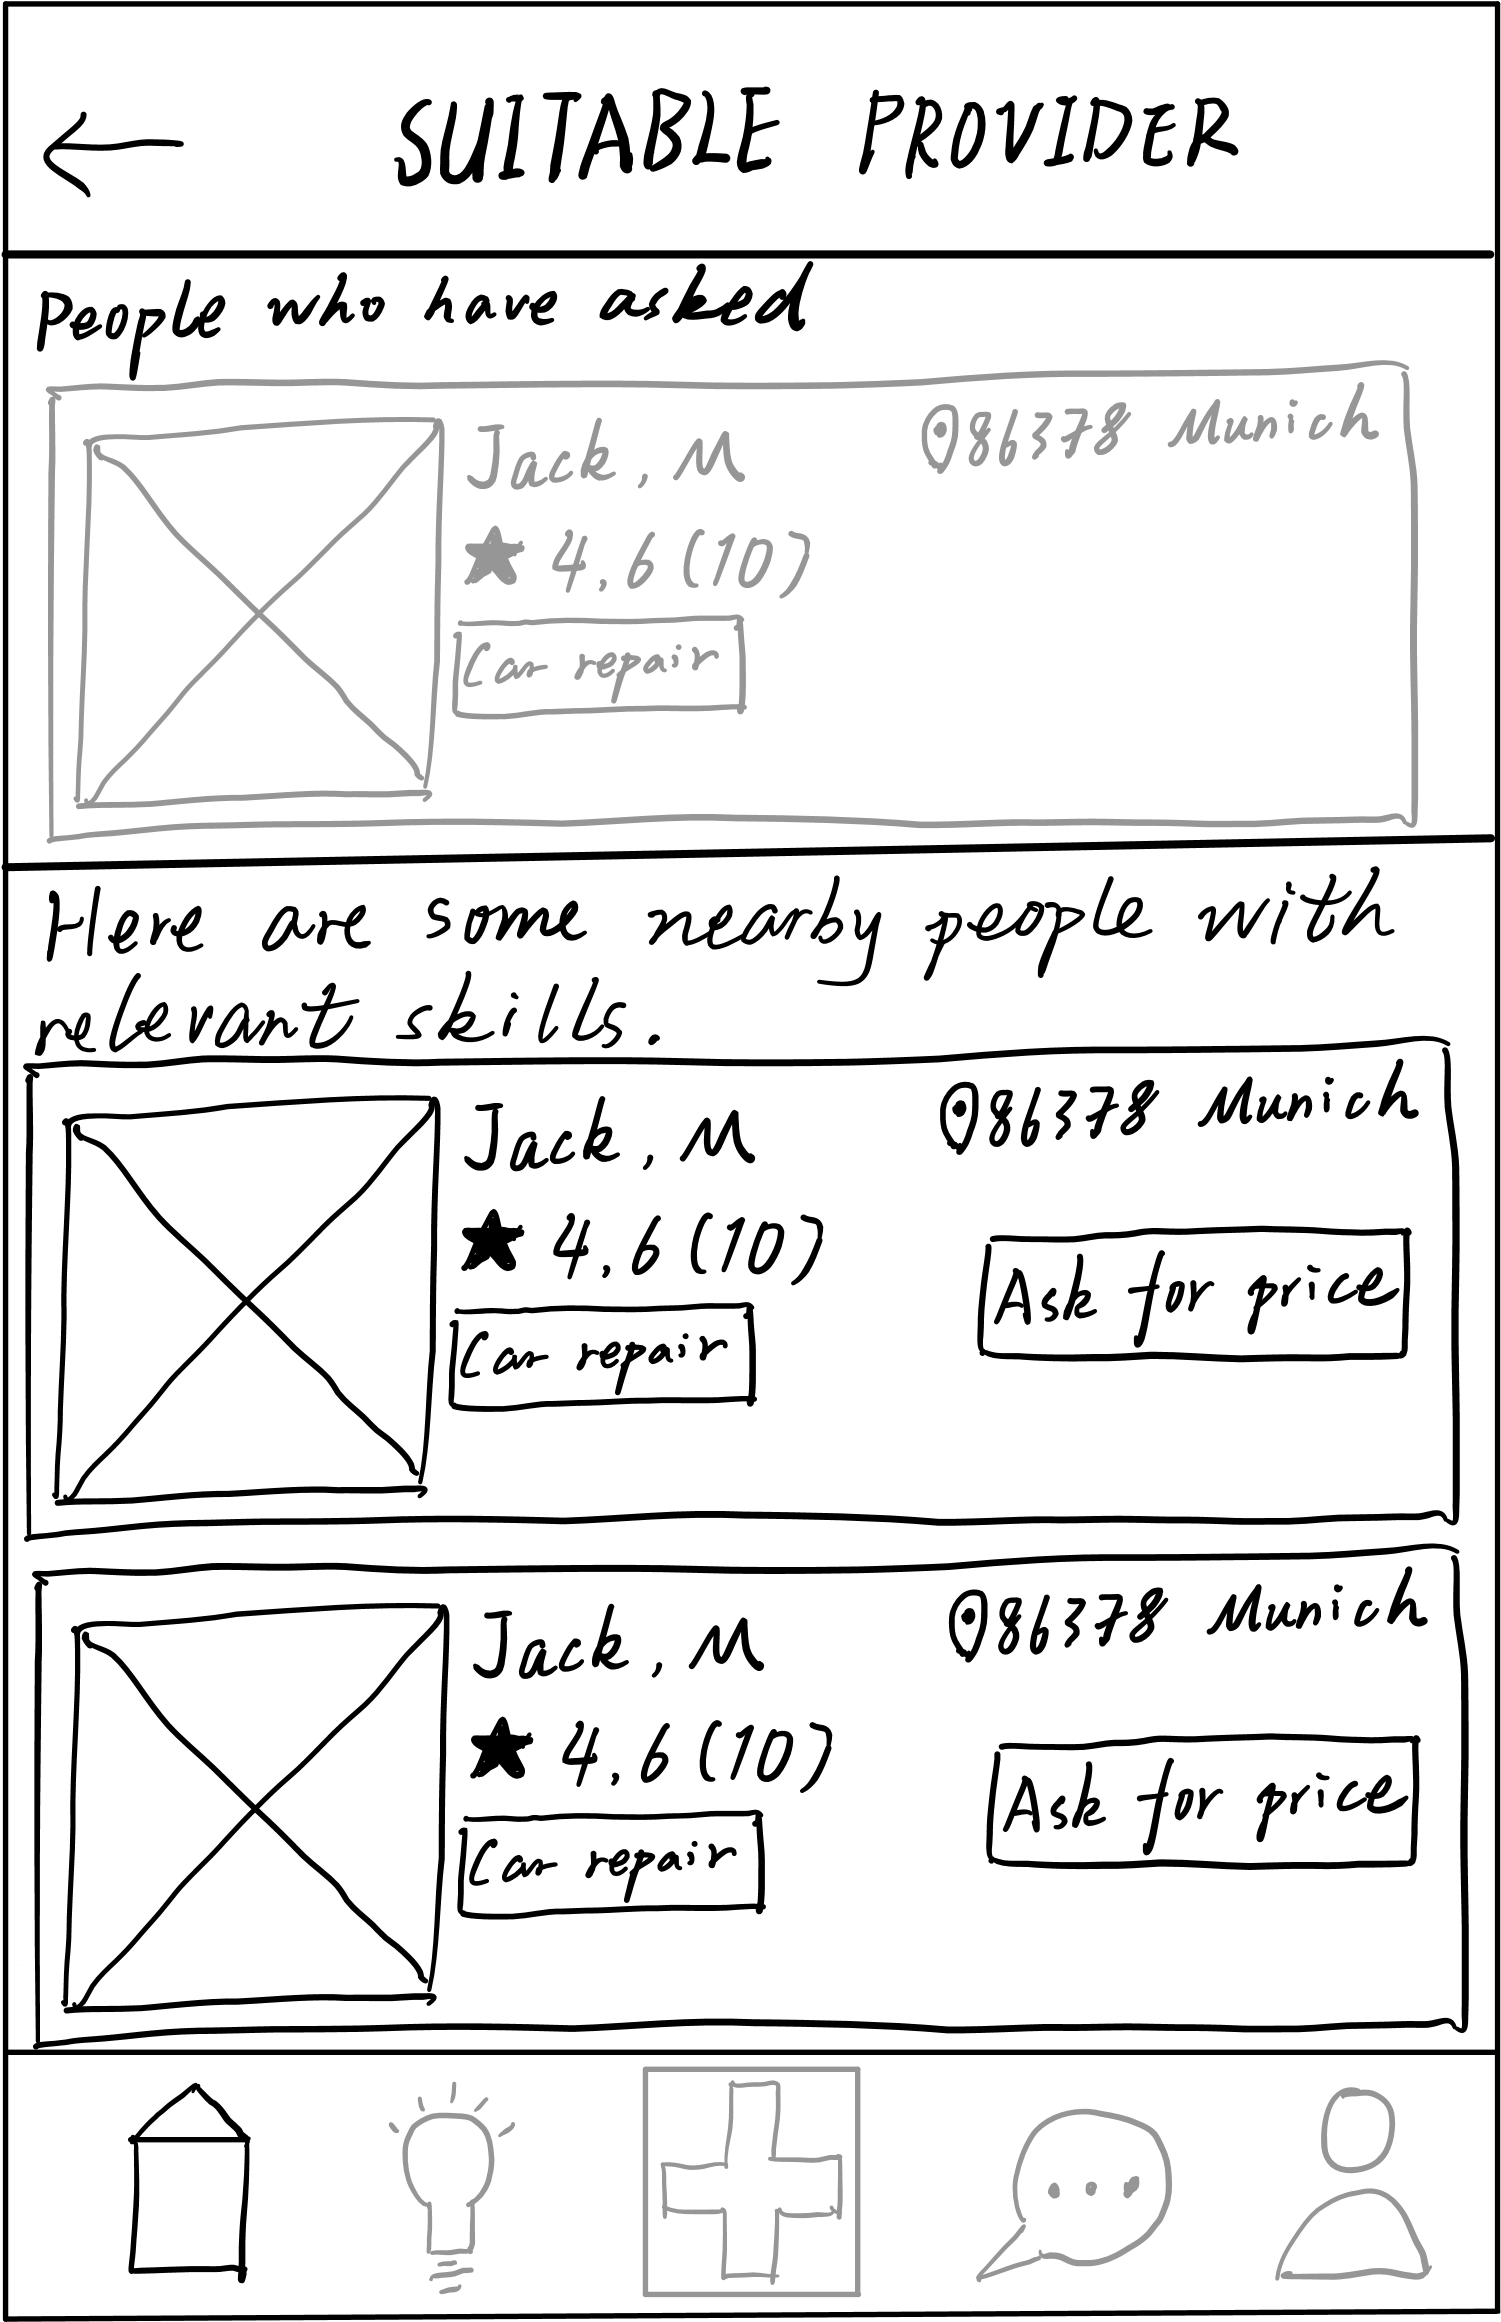 SUITABLE PROVIDER
People who have asked
Jack, M
86378 Munich
4,6 (10)
Car repair
Here are some nearby people with
relevant skills.
Jack, M
86378 Munich
4,6 (10)
Ask for price
Car repair
Jack, M
86378 Munich
4,6 (10)
Ask for price
Car repair